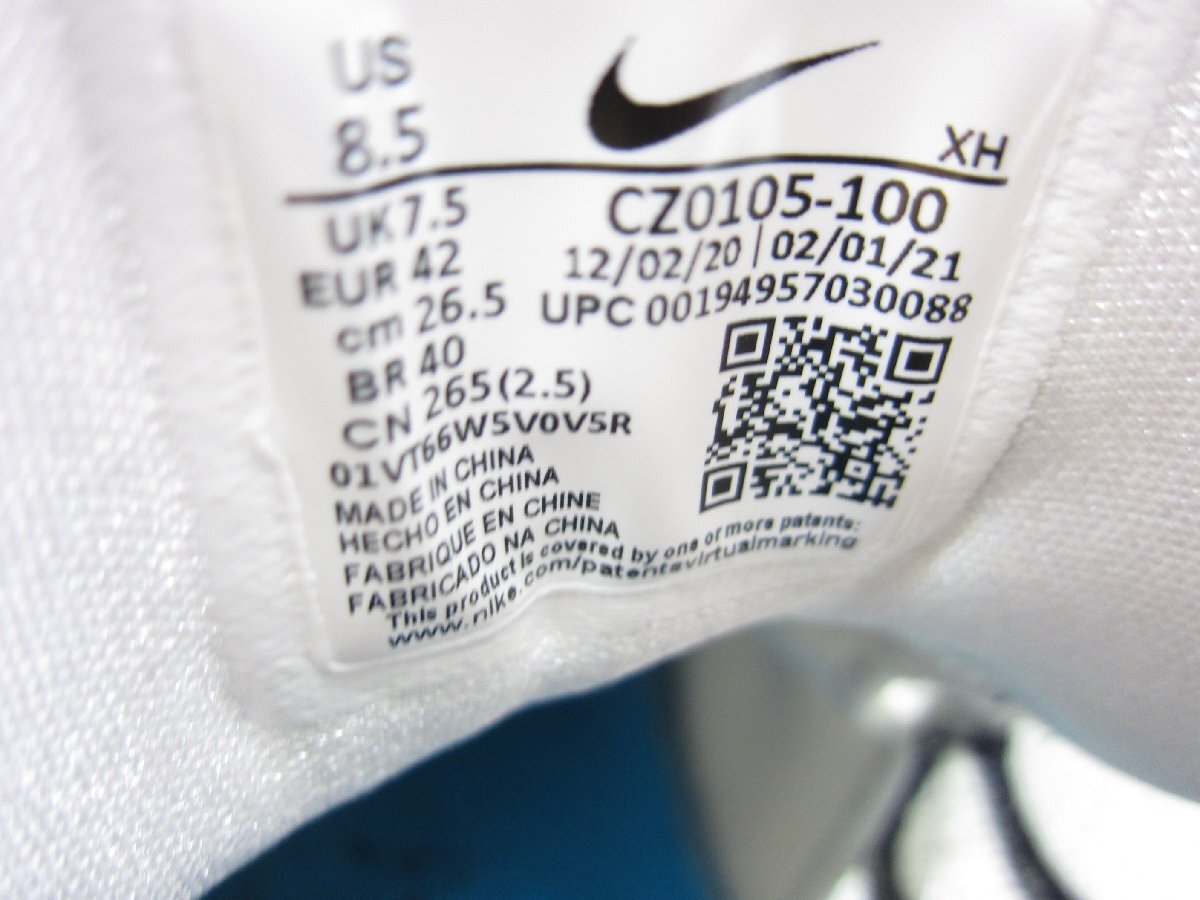 US
8.5
XH
UK 7.5
EUR 42
cm 26.5
BR 40
CN 265(2.5)
01VT66W5V0V5R
MADE IN CHINA
HECHO EN CHINA
FABRIQUE EN CHINE
FABRICADO NA CHINA
CZ0105-100
12/02/20 | 02/01/21
UPC 00194957030088
This product is covered by one or more patents:
www.nike.com/patentsvirtualmarking